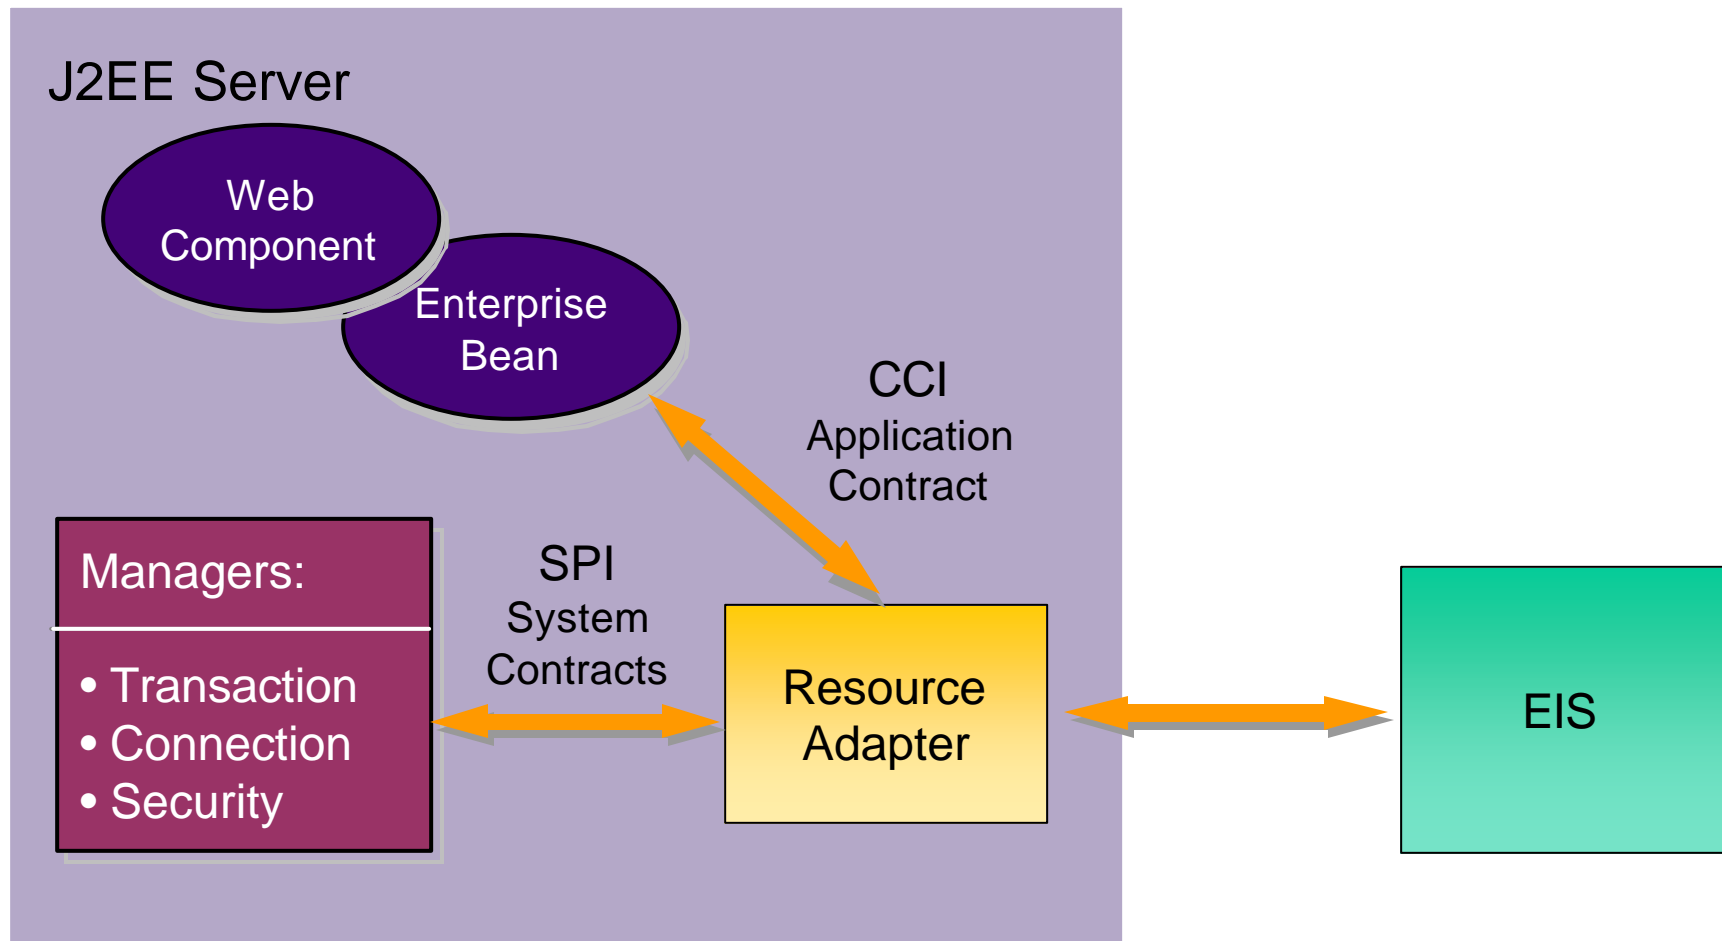 J2EE Server
Web
Component
Enterprise
Bean
CCI
Application
Contract
Managers:
• Transaction
• Connection
• Security
SPI
System
Contracts
Resource
Adapter
EIS